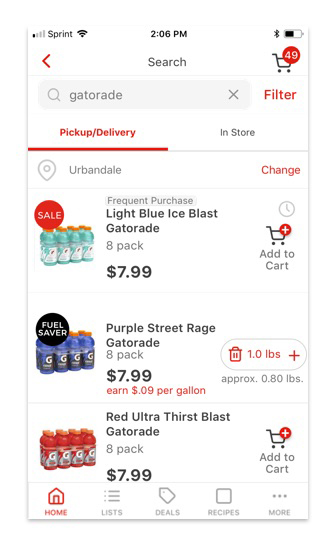 Sprint
2:06 PM
Search
49
gatorade
Filter
Pickup/Delivery
In Store
Urbandale
Change
SALE
Frequent Purchase
Light Blue Ice Blast
Gatorade
8 pack
$7.99
Add to
Cart
FUEL
SAVER
Purple Street Rage
Gatorade
8 pack
$7.99
earn $.09 per gallon
1.0 lbs +
approx. 0.80 lbs.
Red Ultra Thirst Blast
Gatorade
8 pack
$7.99
Add to
Cart
HOME
LISTS
DEALS
RECIPES
MORE